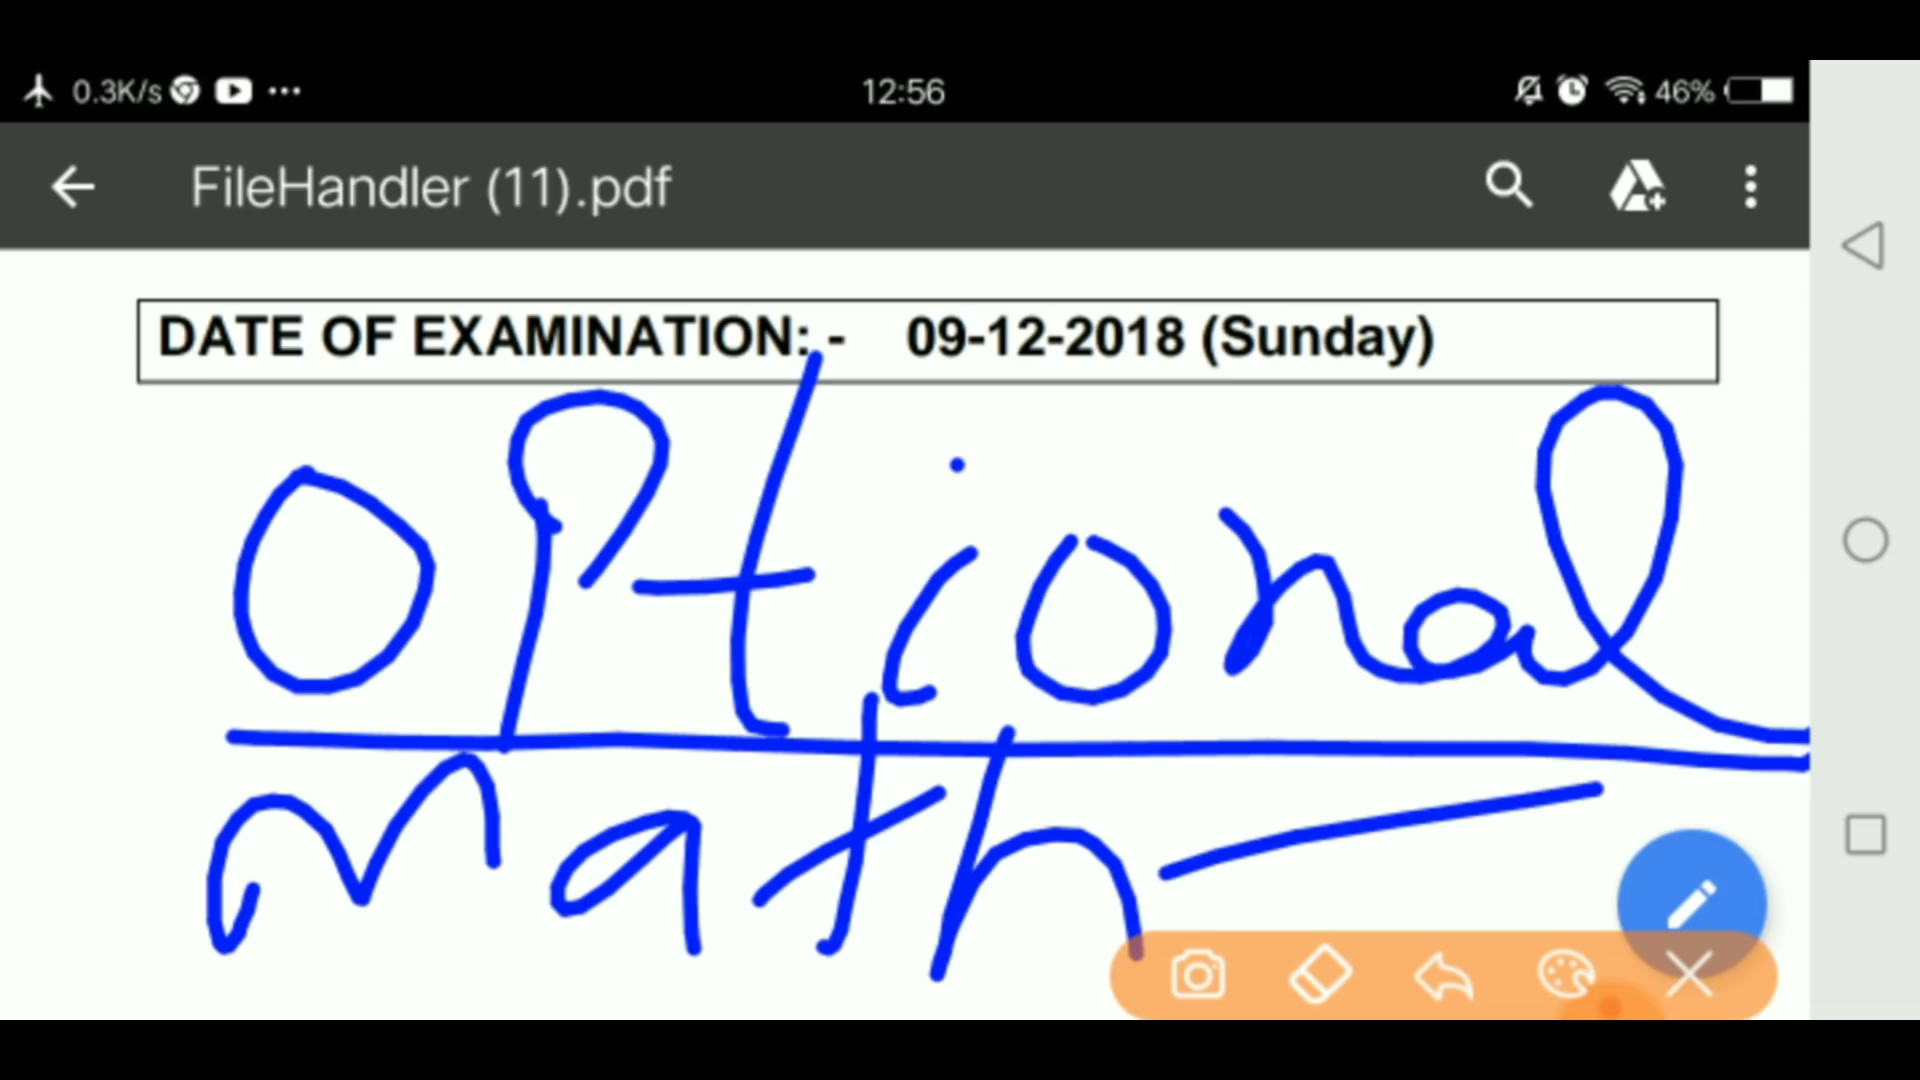 0.3K/s 12:56 46%
FileHandler (11).pdf
DATE OF EXAMINATION: - 09-12-2018 (Sunday)
OPtional
math